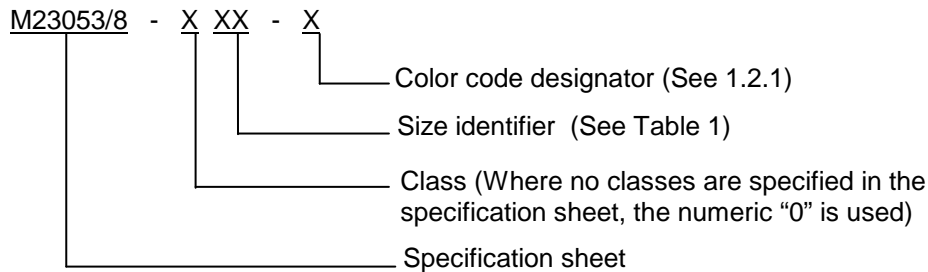 M23053/8 - X XX - X
Color code designator (See 1.2.1)
Size identifier (See Table 1)
Class (Where no classes are specified in the
specification sheet, the numeric “0” is used)
Specification sheet